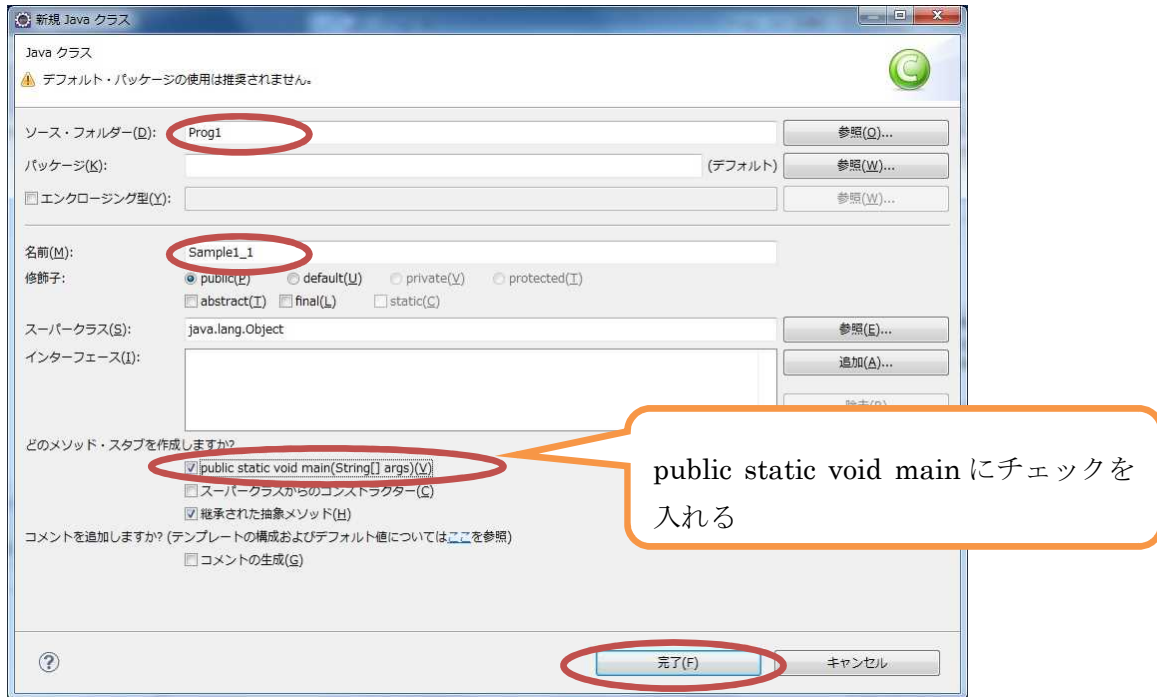 新規 Java クラス
Java クラス
デフォルト・パッケージの使用は推奨されません。
ソース・フォルダー(D): Prog1 参照(O)...
パッケージ(K): (デフォルト) 参照(W)...
エンクロージング型(Y): 参照(W)...
名前(M): Sample1_1
修飾子: public(P) default(U) private(V) protected(T)
abstract(T) final(L) static(C)
スーパークラス(S): java.lang.Object 参照(E)...
インターフェース(I): 追加(A)...
どのメソッド・スタブを作成しますか?
public static void main(String[] args)(V)
スーパークラスからのコンストラクター(C)
継承された抽象メソッド(H)
コメントを追加しますか? (テンプレートの構成およびデフォルト値についてはここを参照)
コメントの生成(G)
public static void main にチェックを
入れる
完了(F) キャンセル